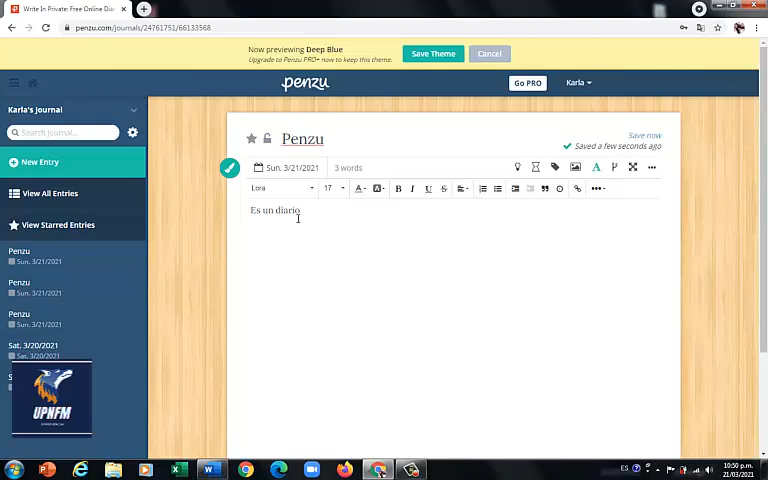 Write In Private: Free Online Dia
penzu.com/journals/24761751/66133568
Now previewing Deep Blue
Upgrade to Penzu PRO+ now to keep this theme.
Save Theme
Cancel
penzu
Go PRO
Karla
Karla's Journal
Search journal...
New Entry
View All Entries
View Starred Entries
Penzu
Sun. 3/21/2021
Penzu
Sun. 3/21/2021
Penzu
Sun. 3/21/2021
Sat. 3/20/2021
Sat. 3/20/2021
UPNFM
Penzu
Save now
Saved a few seconds ago
Sun. 3/21/2021
3 words
Lora
17
A
A
B
I
U
S
Es un diario
ES
10:50 p.m.
21/03/2021